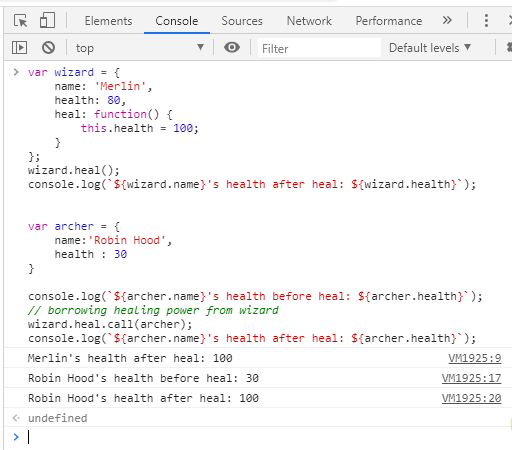 Elements Console Sources Network Performance »
top Filter Default levels
var wizard = {
name: 'Merlin',
health: 80,
heal: function() {
this.health = 100;
}
};
wizard.heal();
console.log(`${wizard.name}'s health after heal: ${wizard.health}`);
var archer = {
name:'Robin Hood',
health : 30
}
console.log(`${archer.name}'s health before heal: ${archer.health}`);
// borrowing healing power from wizard
wizard.heal.call(archer);
console.log(`${archer.name}'s health after heal: ${archer.health}`);
Merlin's health after heal: 100 VM1925:9
Robin Hood's health before heal: 30 VM1925:17
Robin Hood's health after heal: 100 VM1925:20
undefined